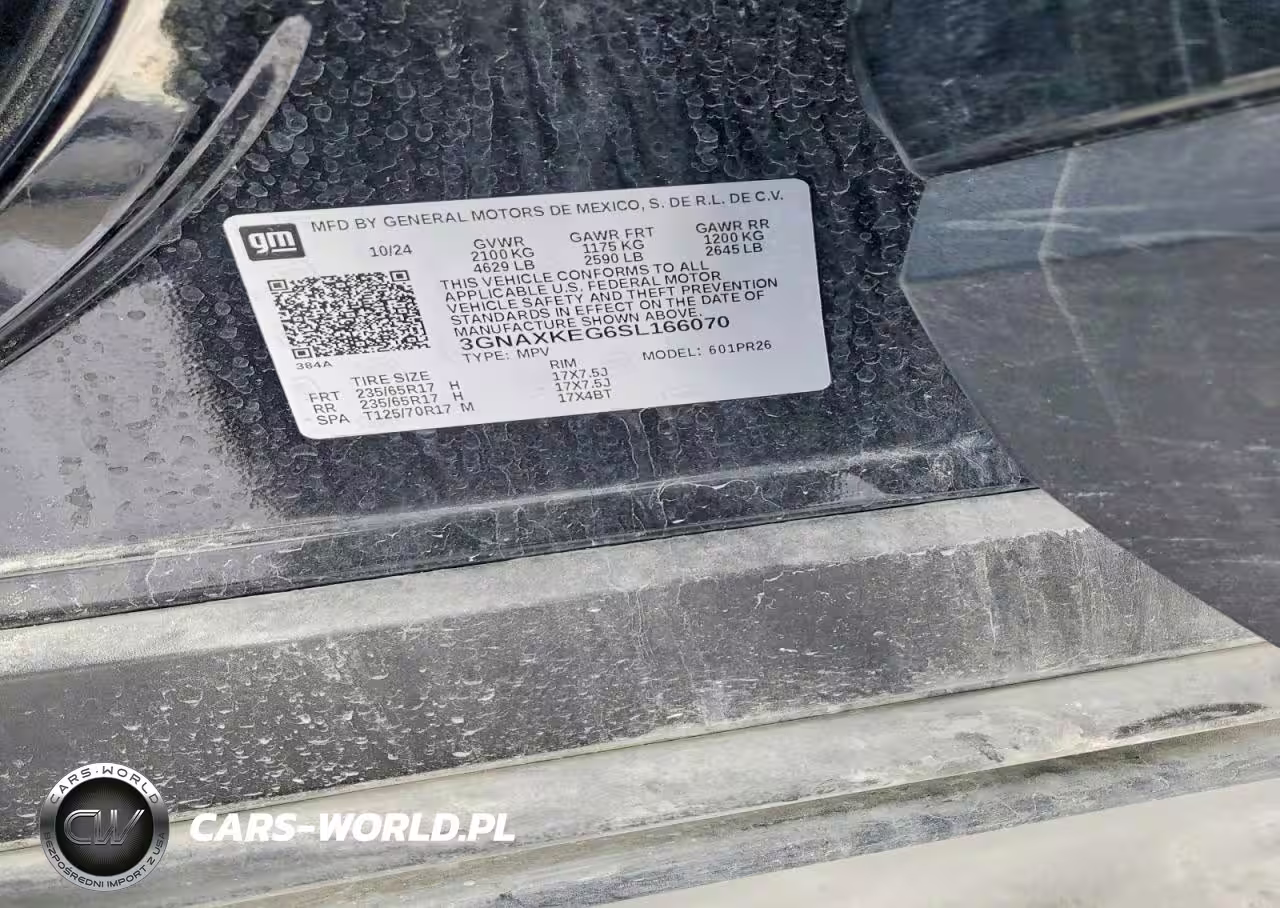 gm
MFD BY GENERAL MOTORS DE MEXICO, S. DE R.L. DE C.V.
10/24 GVWR GAWR FRT GAWR RR
2100 KG 1175 KG 1200 KG
4629 LB 2590 LB 2645 LB
THIS VEHICLE CONFORMS TO ALL
APPLICABLE U.S. FEDERAL MOTOR
VEHICLE SAFETY AND THEFT PREVENTION
STANDARDS IN EFFECT ON THE DATE OF
MANUFACTURE SHOWN ABOVE.
3GNAXKEG6SL166070
384A
TYPE: MPV MODEL: 601PR26
TIRE SIZE RIM
FRT 235/65R17 H 17X7.5J
RR 235/65R17 H 17X7.5J
SPA T125/70R17 M 17X4BT
CARS-WORLD
CW
BEZPOŚREDNI IMPORT Z USA
CARS-WORLD.PL